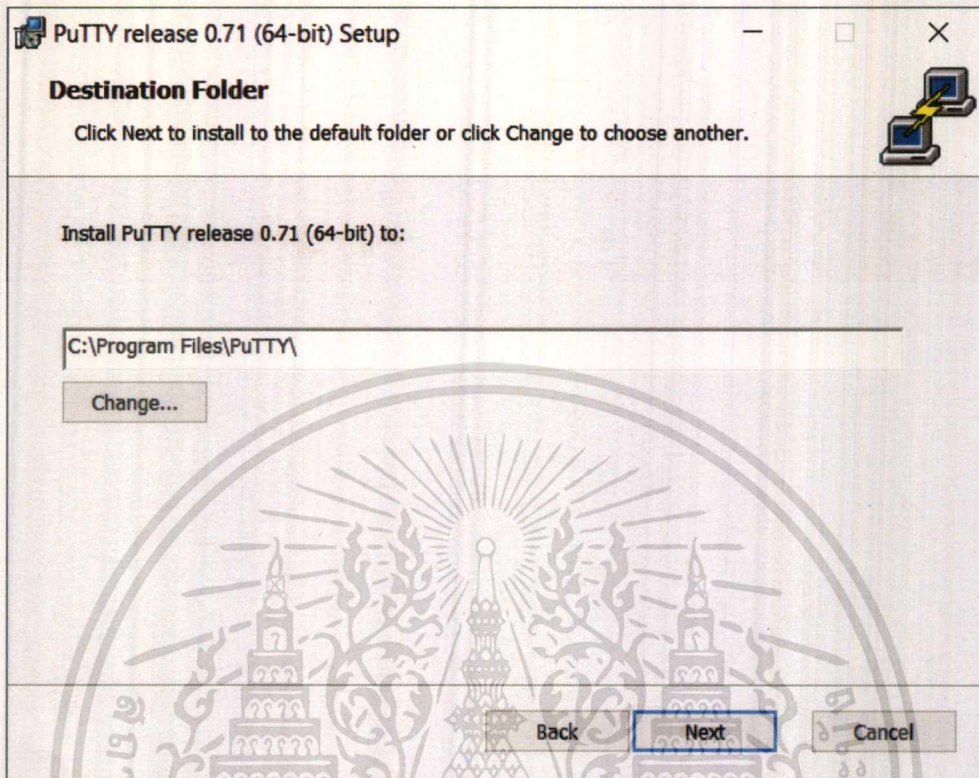 PuTTY release 0.71 (64-bit) Setup
Destination Folder
Click Next to install to the default folder or click Change to choose another.
Install PuTTY release 0.71 (64-bit) to:
C:\Program Files\PuTTY\
Change...
Back
Next
Cancel